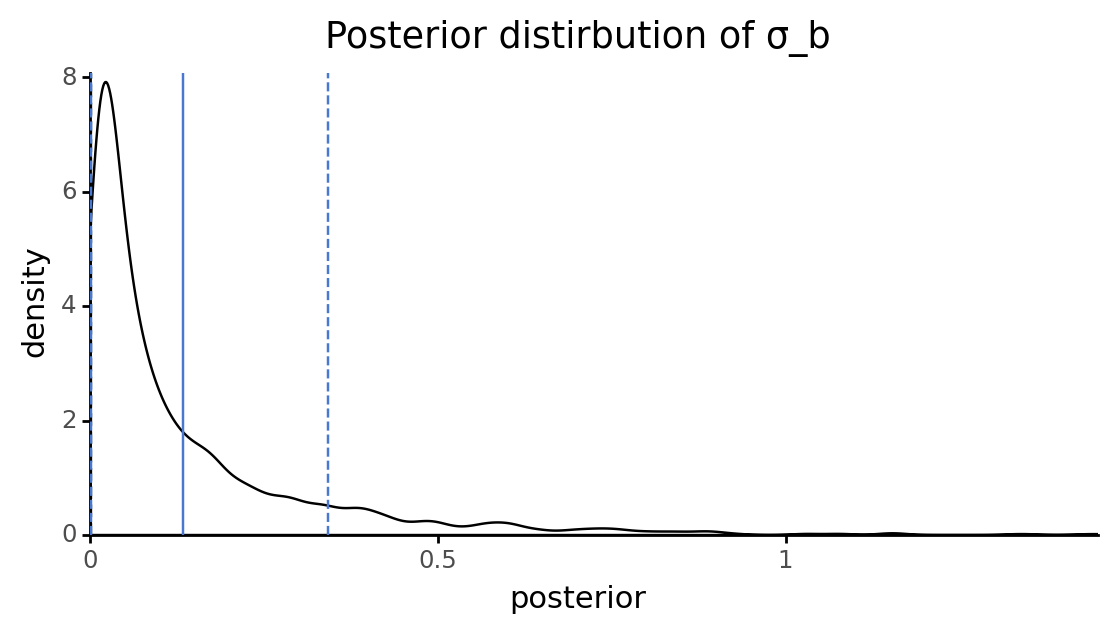 Posterior distirbution of σ_b
8
6
4
2
0
density
0
0.5
1
posterior